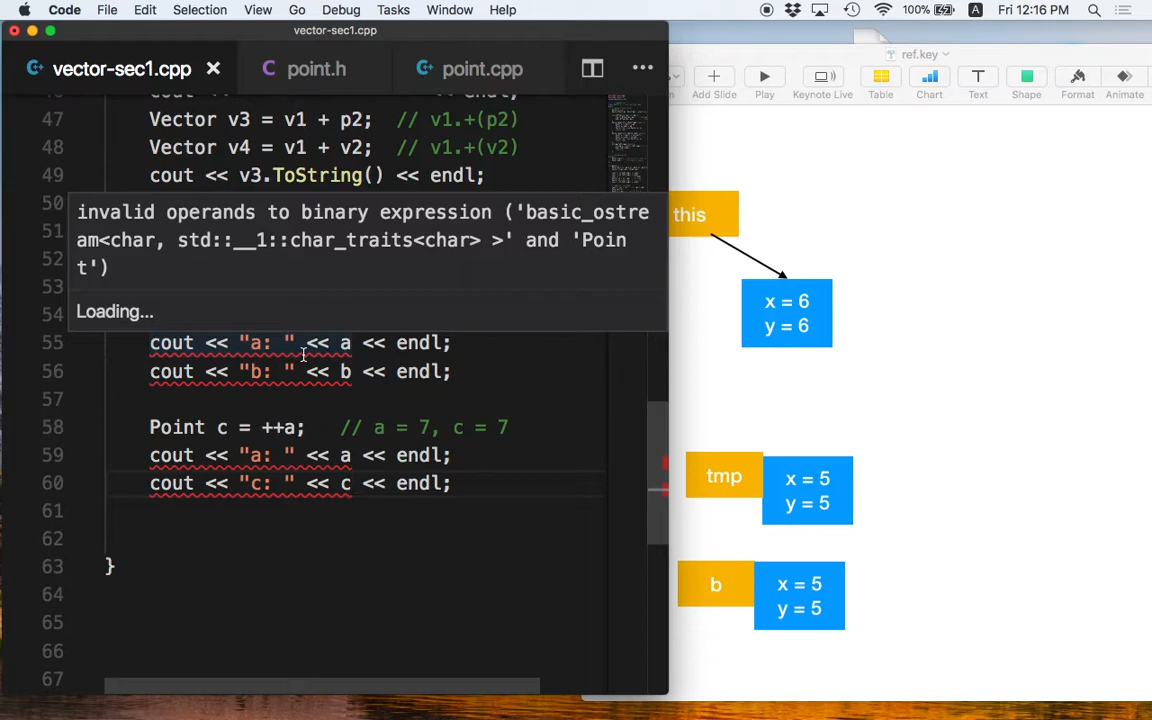 Code File Edit Selection View Go Debug Tasks Window Help 100% A Fri 12:16 PM
vector-sec1.cpp
vector-sec1.cpp point.h point.cpp
47 Vector v3 = v1 + p2; // v1.+(p2)
48 Vector v4 = v1 + v2; // v1.+(v2)
49 cout << v3.ToString() << endl;
50
51
52
53
54
invalid operands to binary expression ('basic_ostre
am<char, std::__1::char_traits<char> >' and 'Poin
t')
Loading...
55 cout << "a: " << a << endl;
56 cout << "b: " << b << endl;
57
58 Point c = ++a; // a = 7, c = 7
59 cout << "a: " << a << endl;
60 cout << "c: " << c << endl;
61
62
63 }
64
65
66
67
ref.key
Add Slide Play Keynote Live Table Chart Text Shape Format Animate
this
x = 6
y = 6
tmp
x = 5
y = 5
b
x = 5
y = 5